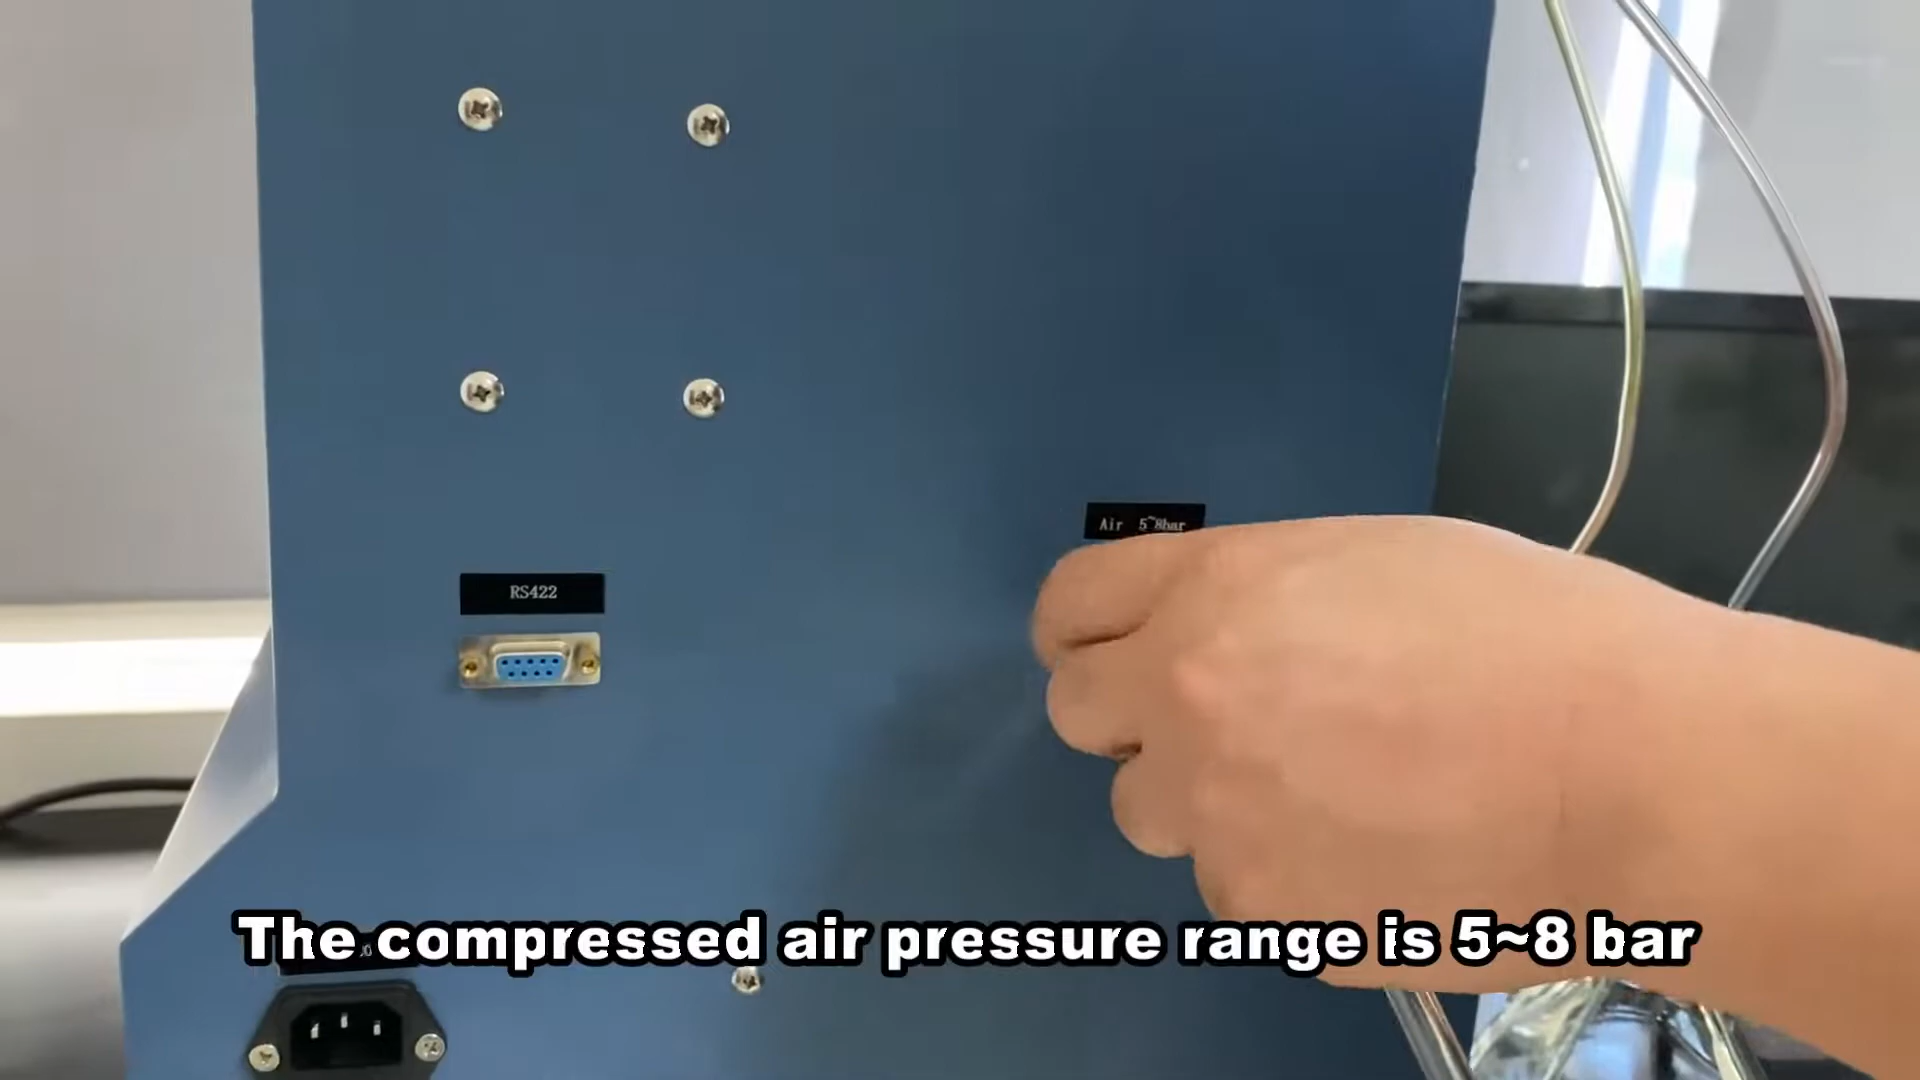 Air 5~8bar
RS422
The compressed air pressure range is 5~8 bar